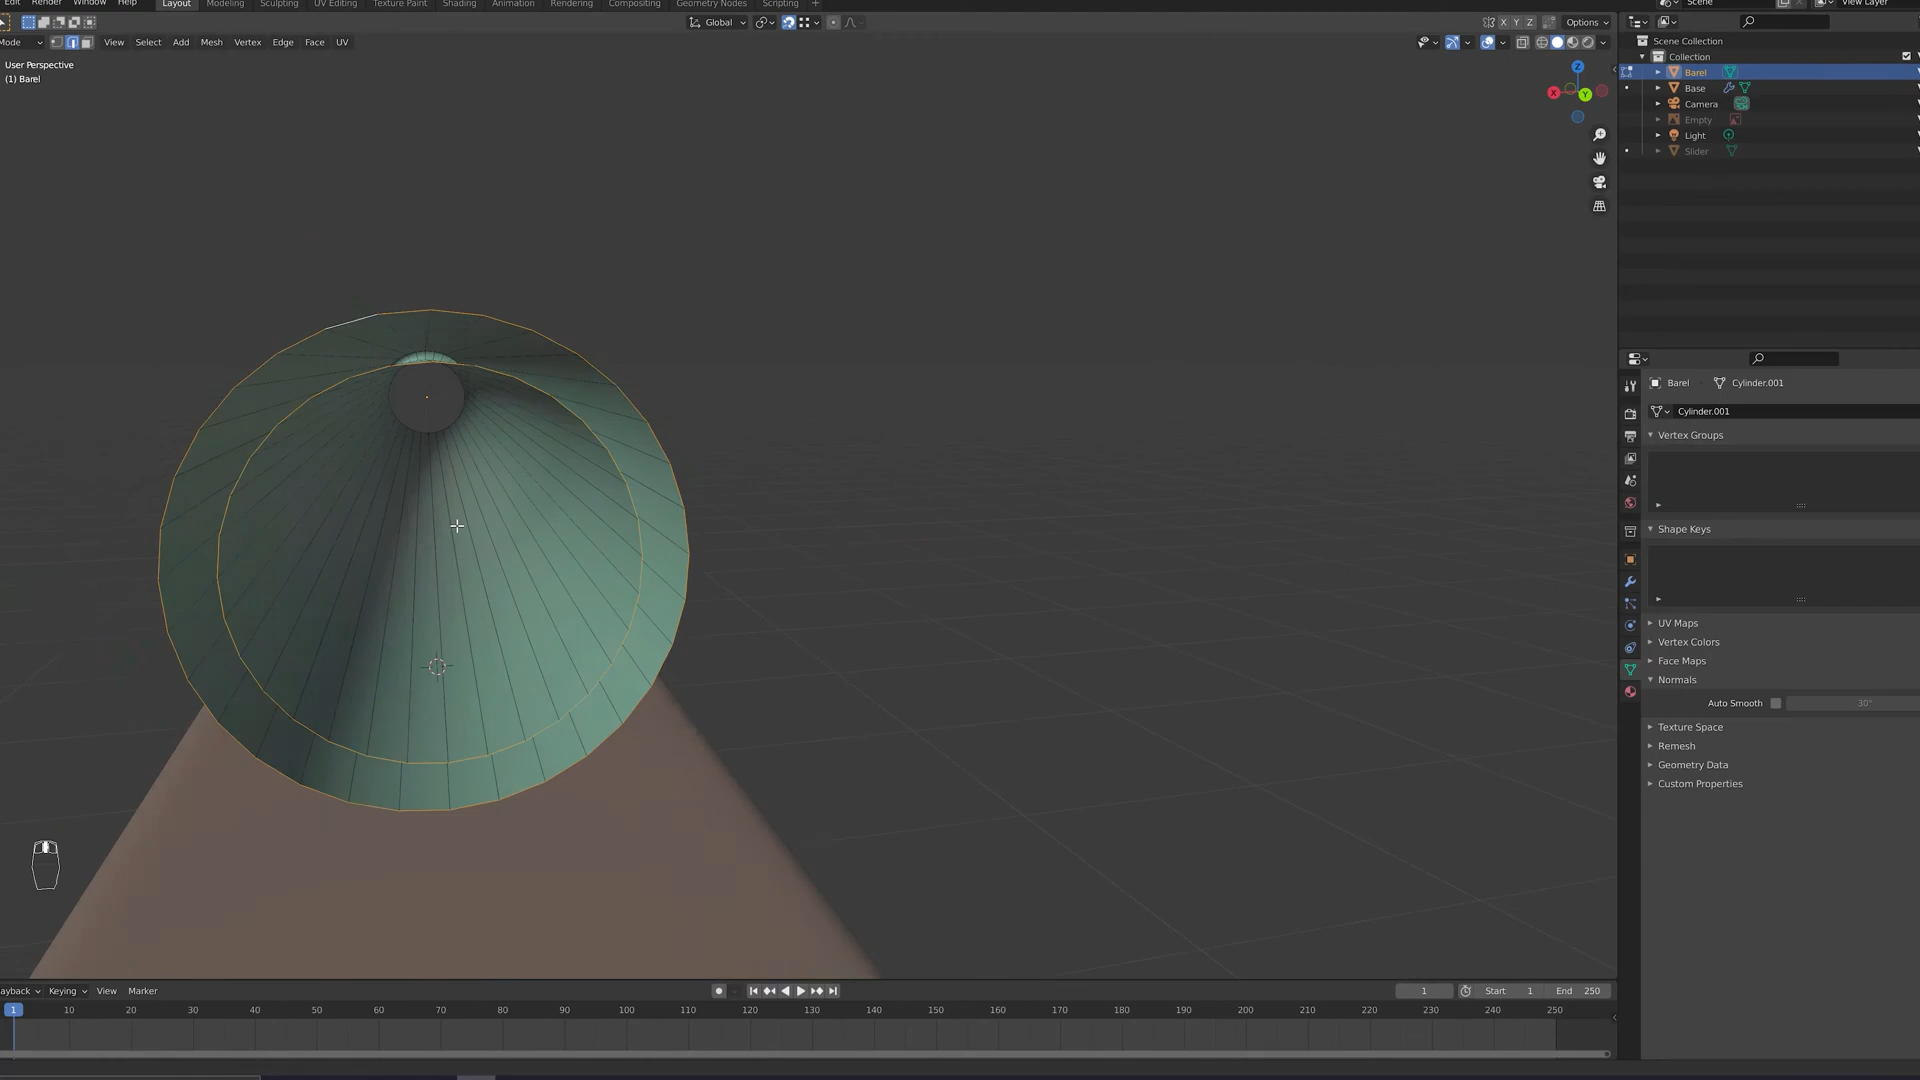 Render Window Help Layout Modeling Sculpting UV Editing Texture Paint Shading Animation Rendering Compositing Geometry Nodes Scripting + Scene View Layer
Global X Y Z Options
Mode View Select Add Mesh Vertex Edge Face UV
User Perspective
(1) Barel
Z
X
Y
Scene Collection
Collection
Barel
Base
Camera
Empty
Light
Slider
Barel Cylinder.001
Cylinder.001
Vertex Groups
Shape Keys
UV Maps
Vertex Colors
Face Maps
Normals
Auto Smooth 30°
Texture Space
Remesh
Geometry Data
Custom Properties
ayback Keying View Marker 1 Start 1 End 250
1 10 20 30 40 50 60 70 80 90 100 110 120 130 140 150 160 170 180 190 200 210 220 230 240 250